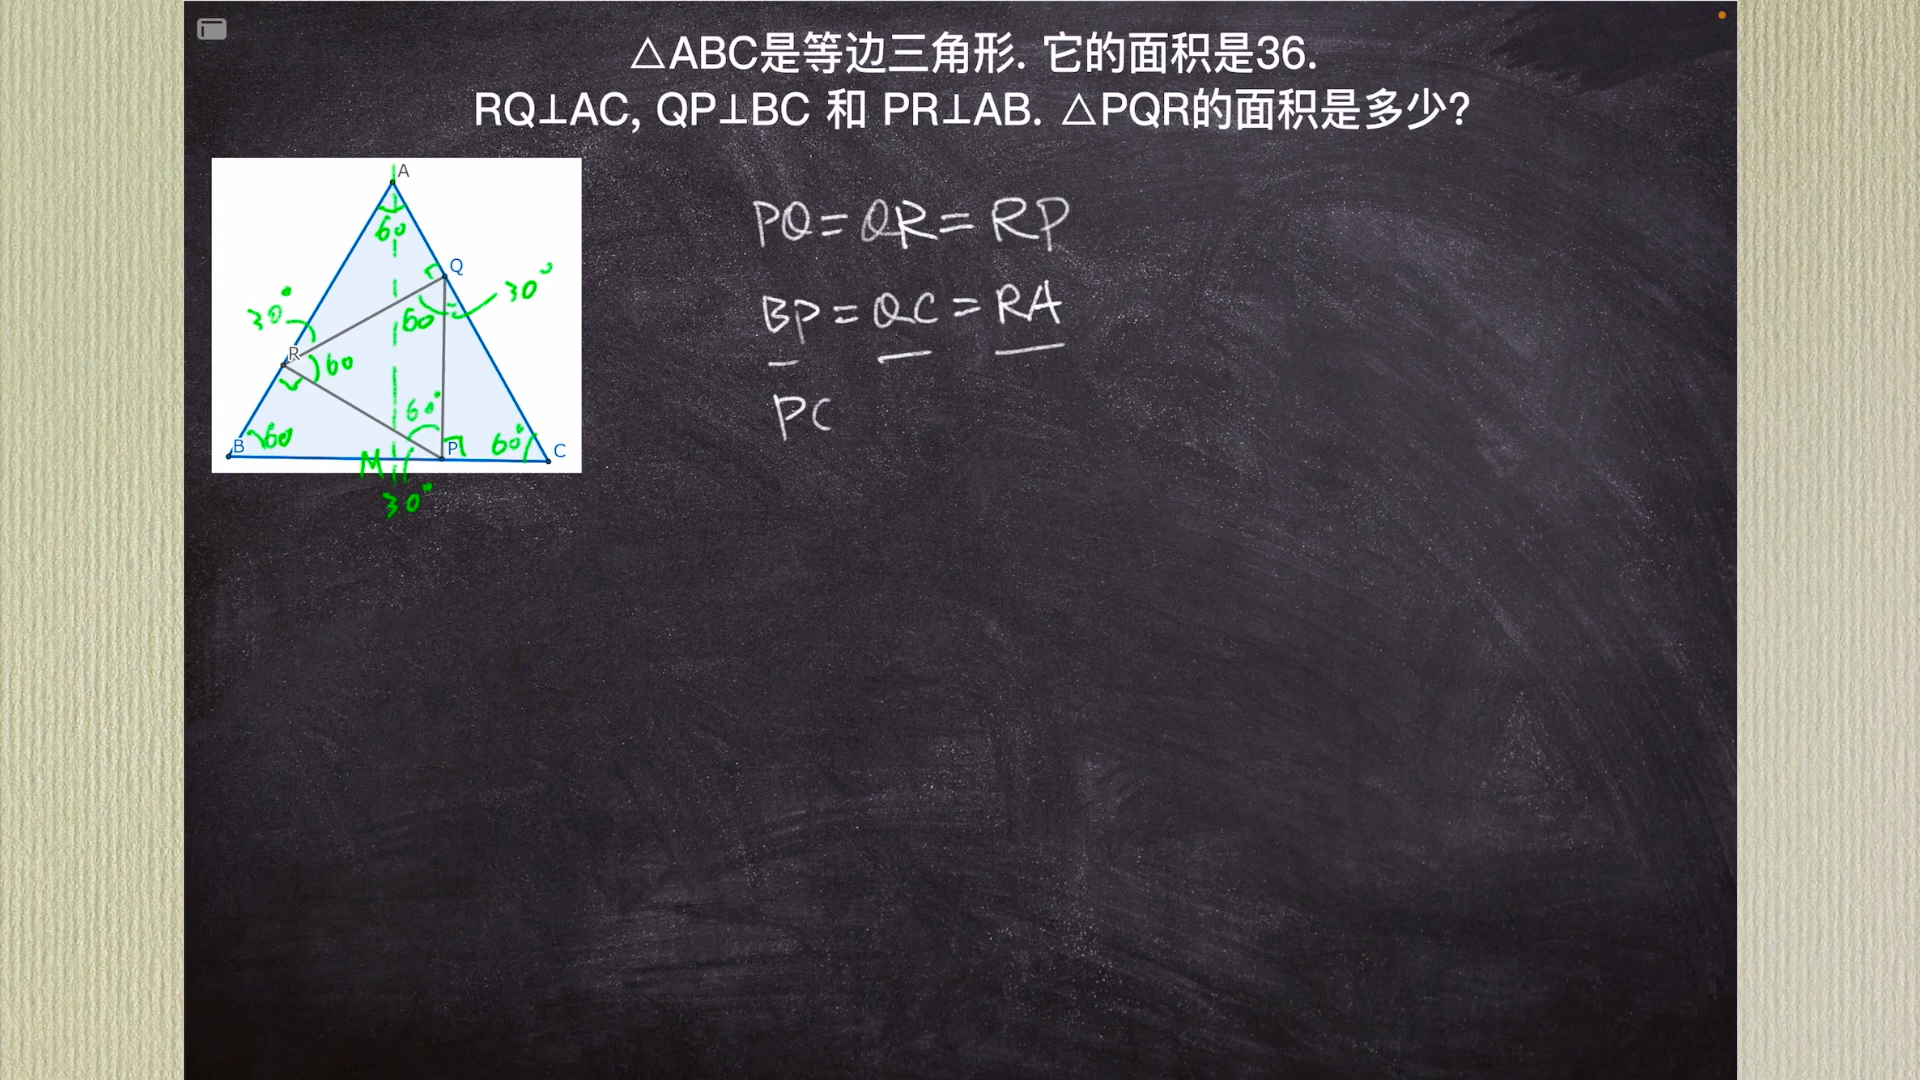 △ABC是等边三角形. 它的面积是36.
RQ⊥AC, QP⊥BC 和 PR⊥AB. △PQR的面积是多少?
A
60
Q
30°
30°
60
R
60
60°
B
60
P
60°
C
M
30°
PQ=QR=RP
BP=QC=RA
PC